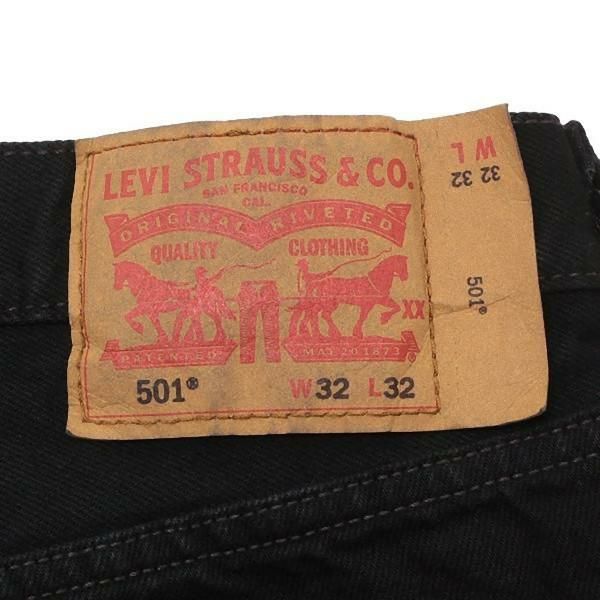 LEVI STRAUSS & CO.
SAN FRANCISCO
CAL.
ORIGINAL RIVETED
QUALITY CLOTHING
XX
PATENTED MAY 20 1873
501® W32 L32
W L
32 32
501®